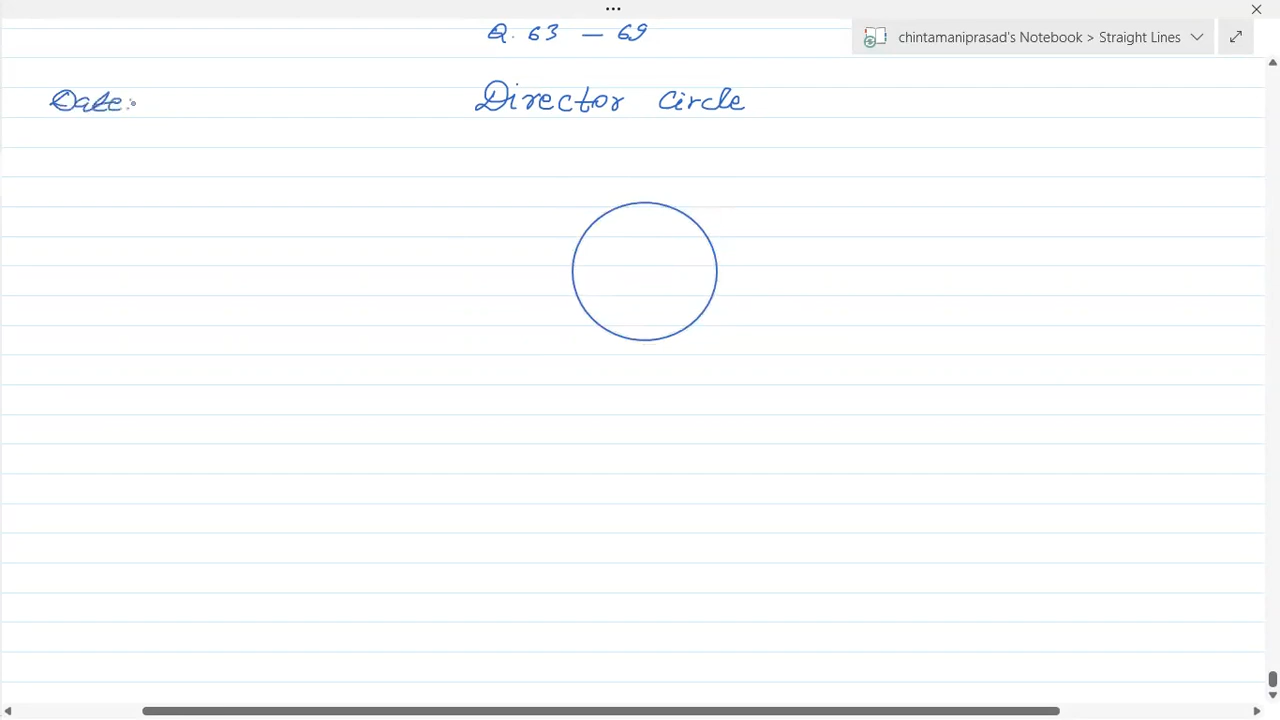 Q. 63 – 69
chintamaniprasad's Notebook > Straight Lines
Date:
Director Circle